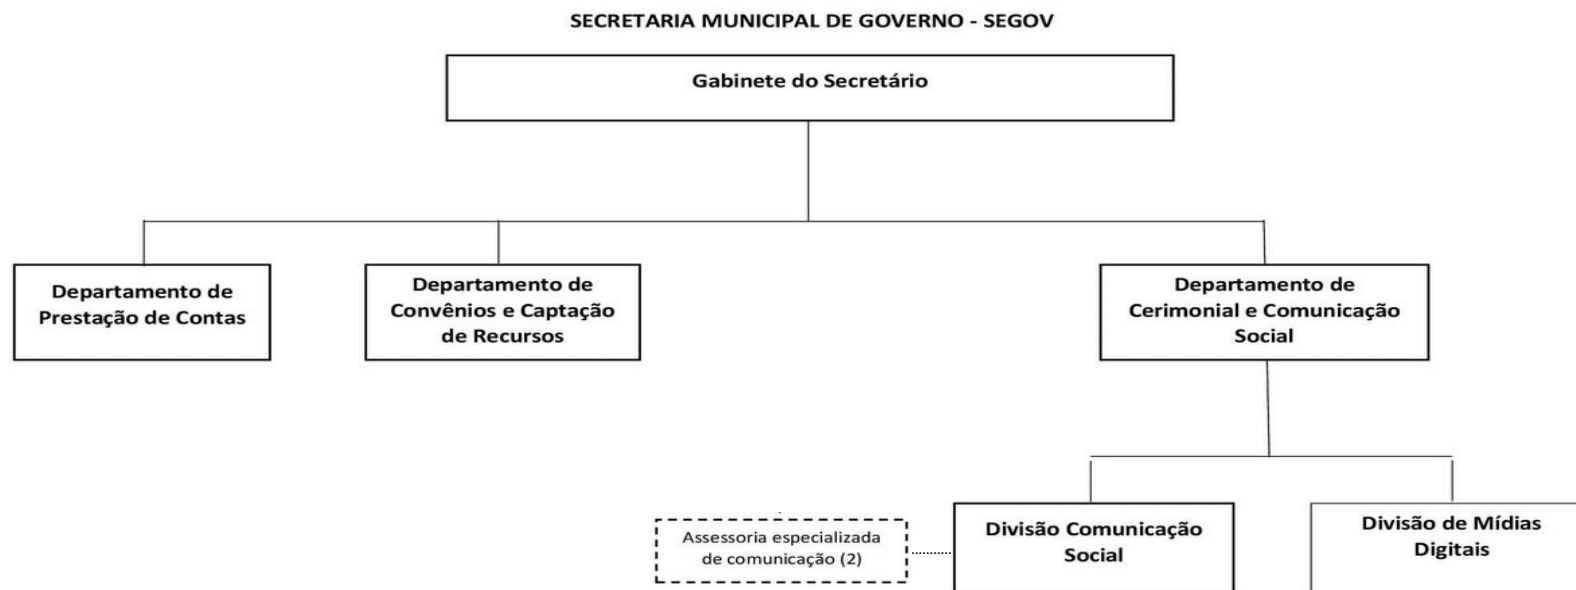 SECRETARIA MUNICIPAL DE GOVERNO - SEGOV
Gabinete do Secretário
Departamento de
Prestação de Contas
Departamento de
Convênios e Captação
de Recursos
Departamento de
Cerimonial e Comunicação
Social
Assessoria especializada
de comunicação (2)
Divisão Comunicação
Social
Divisão de Mídias
Digitais